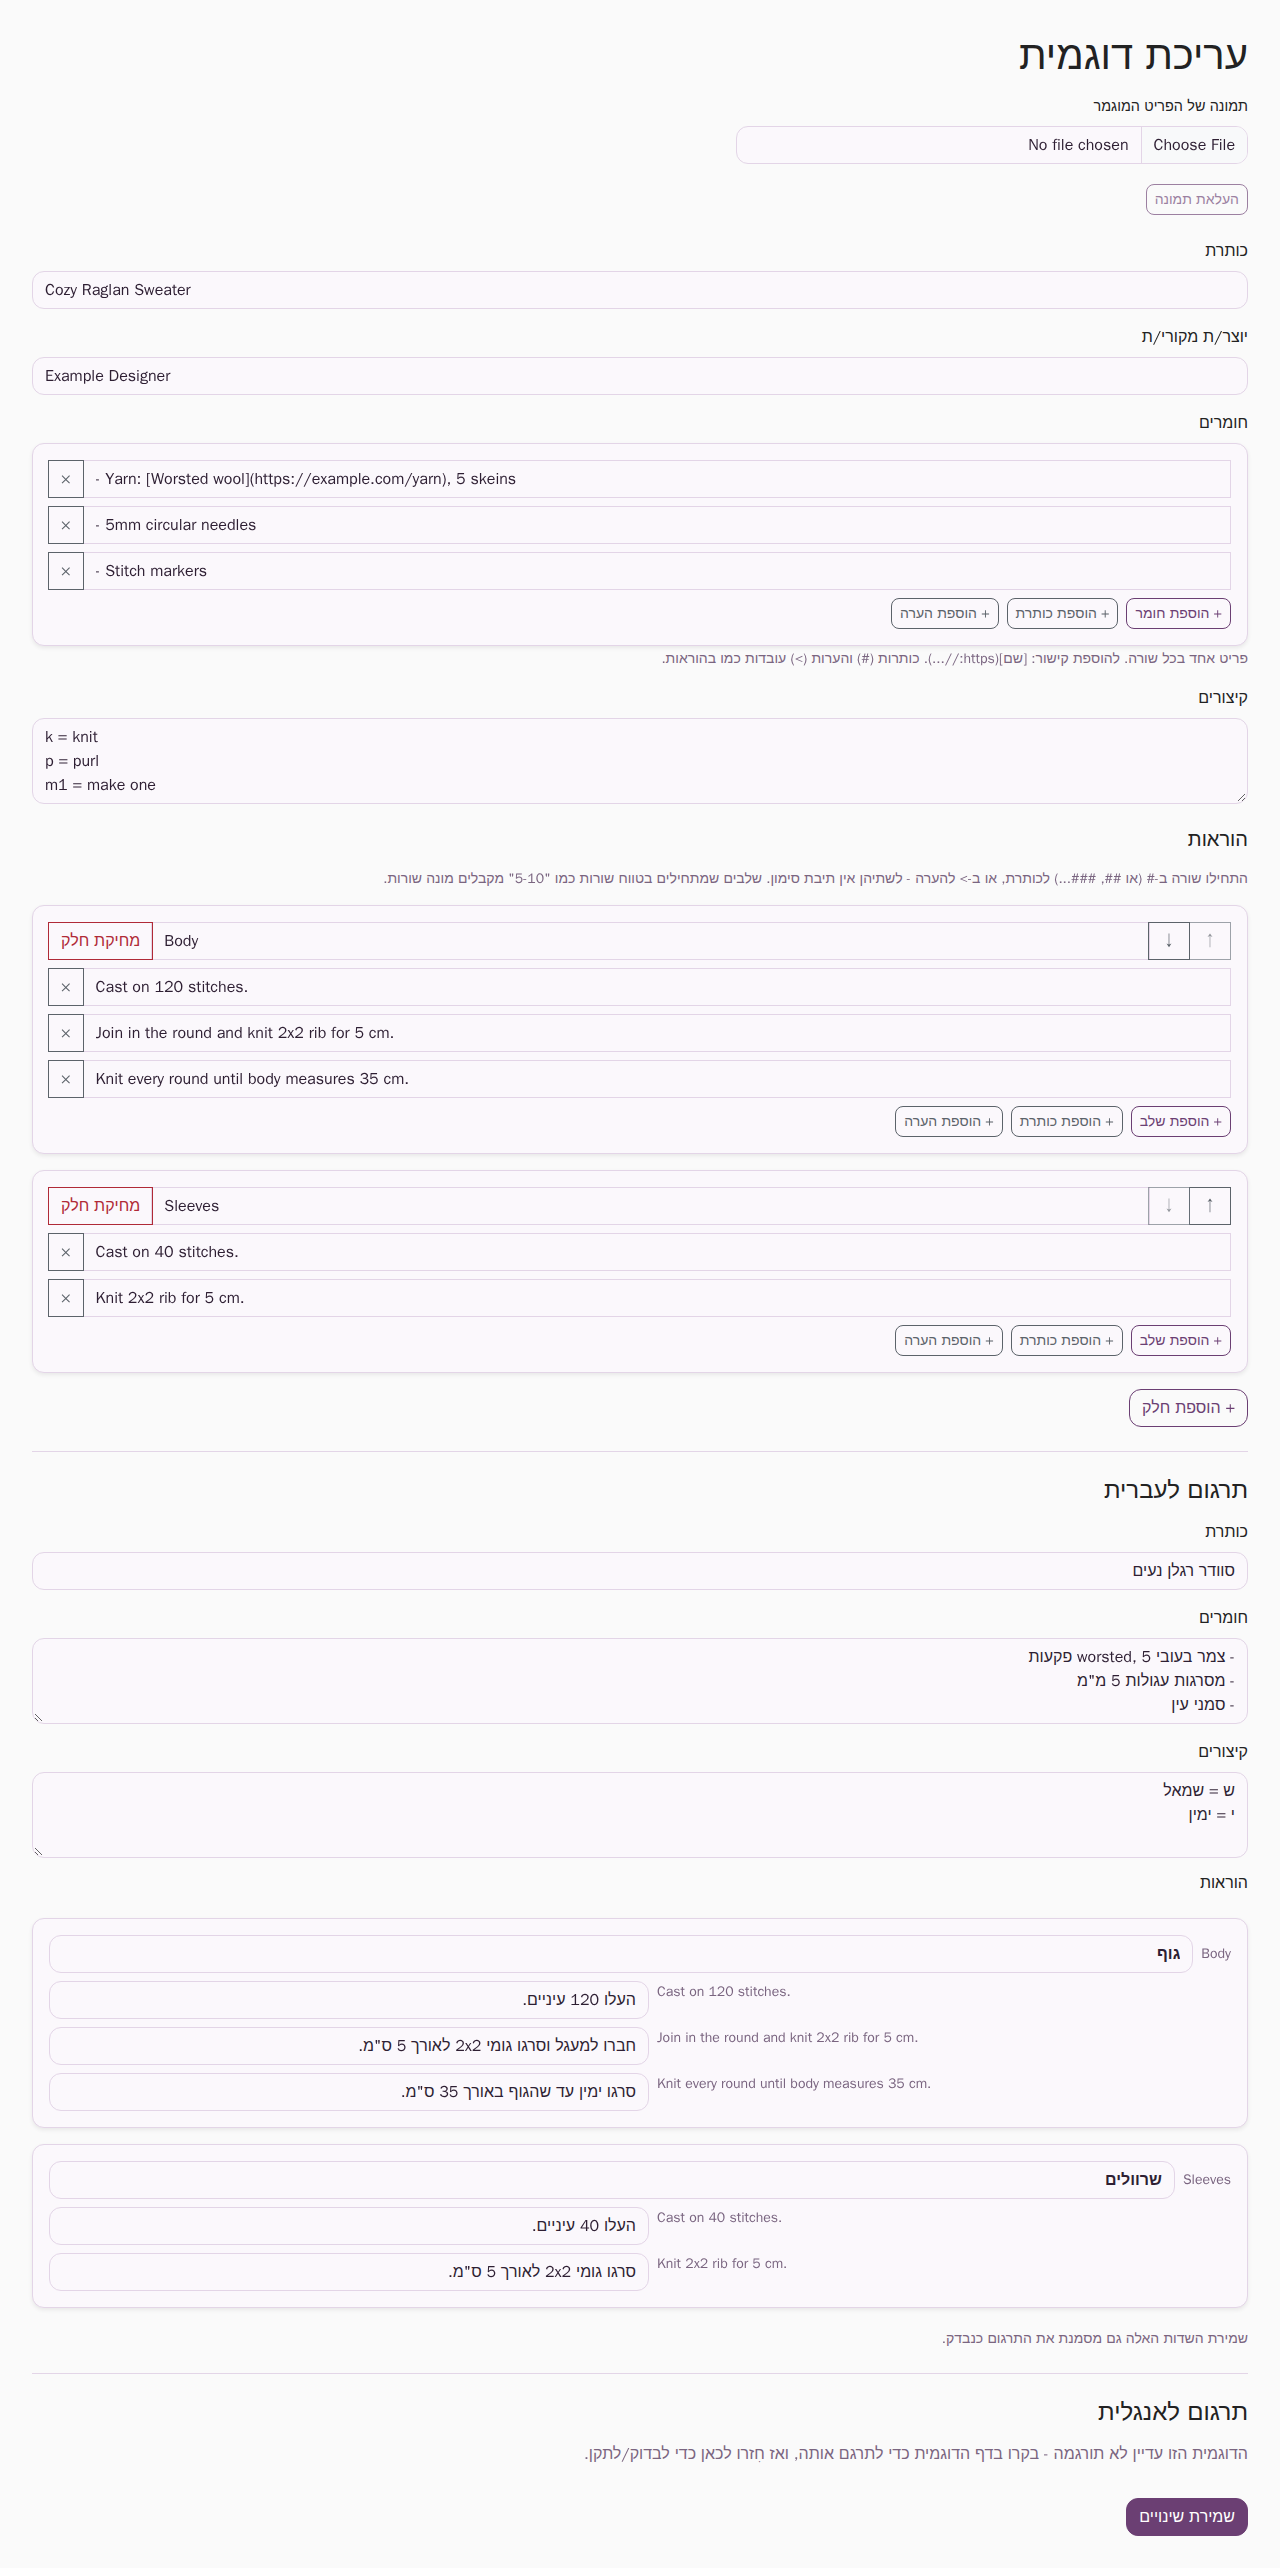 עריכת דוגמית
תמונה של הפריט המוגמר
Choose File No file chosen
העלאת תמונה
כותרת
Cozy Raglan Sweater
יוצר/ת מקורי/ת
Example Designer
חומרים
× - Yarn: [Worsted wool](https://example.com/yarn), 5 skeins
× - 5mm circular needles
× - Stitch markers
+ הוספת חומר + הוספת כותרת + הוספת הערה
פריט אחד בכל שורה. להוספת קישור: [שם](https://...). כותרות (#) והערות (>) עובדות כמו בהוראות.
קיצורים
k = knit
p = purl
m1 = make one
הוראות
התחילו שורה ב-# (או ##, ###...) לכותרת, או ב-> להערה - לשתיהן אין תיבת סימון. שלבים שמתחילים בטווח שורות כמו "5-10" מקבלים מונה שורות.
↑ ↓ Body מחיקת חלק
× Cast on 120 stitches.
× Join in the round and knit 2x2 rib for 5 cm.
× Knit every round until body measures 35 cm.
+ הוספת שלב + הוספת כותרת + הוספת הערה
↑ ↓ Sleeves מחיקת חלק
× Cast on 40 stitches.
× Knit 2x2 rib for 5 cm.
+ הוספת שלב + הוספת כותרת + הוספת הערה
+ הוספת חלק
תרגום לעברית
כותרת
סוודר רגלן נעים
חומרים
- צמר בעובי worsted, 5 פקעות
- מסרגות עגולות 5 מ"מ
- סמני עין
קיצורים
ש = שמאל
י = ימין
הוראות
Body גוף
Cast on 120 stitches. העלו 120 עיניים.
Join in the round and knit 2x2 rib for 5 cm. חברו למעגל וסרגו גומי 2x2 לאורך 5 ס"מ.
Knit every round until body measures 35 cm. סרגו ימין עד שהגוף באורך 35 ס"מ.
Sleeves שרוולים
Cast on 40 stitches. העלו 40 עיניים.
Knit 2x2 rib for 5 cm. סרגו גומי 2x2 לאורך 5 ס"מ.
שמירת השדות האלה גם מסמנת את התרגום כנבדק.
תרגום לאנגלית
הדוגמית הזו עדיין לא תורגמה - בקרו בדף הדוגמית כדי לתרגם אותה, ואז חִזרו לכאן כדי לבדוק/לתקן.
שמירת שינויים